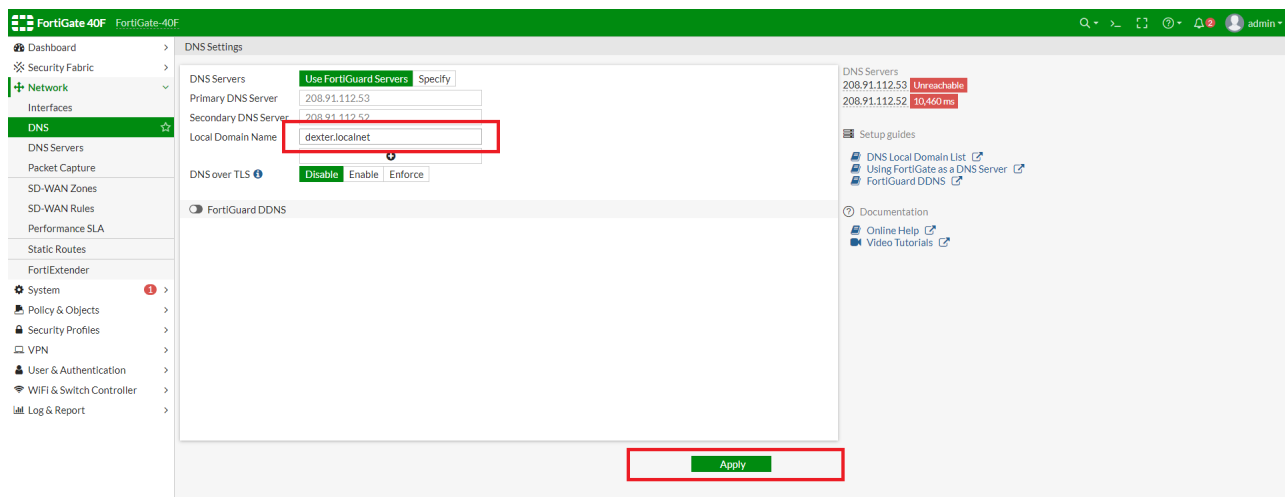 FortiGate 40F FortiGate-40F
2 admin
Dashboard
Security Fabric
Network
Interfaces
DNS
DNS Servers
Packet Capture
SD-WAN Zones
SD-WAN Rules
Performance SLA
Static Routes
FortiExtender
System 1
Policy & Objects
Security Profiles
VPN
User & Authentication
WiFi & Switch Controller
Log & Report
DNS Settings
DNS Servers Use FortiGuard Servers Specify
Primary DNS Server 208.91.112.53
Secondary DNS Server 208.91.112.52
Local Domain Name dexter.localnet
DNS over TLS Disable Enable Enforce
FortiGuard DDNS
Apply
DNS Servers
208.91.112.53 Unreachable
208.91.112.52 10,460 ms
Setup guides
DNS Local Domain List
Using FortiGate as a DNS Server
FortiGuard DDNS
Documentation
Online Help
Video Tutorials